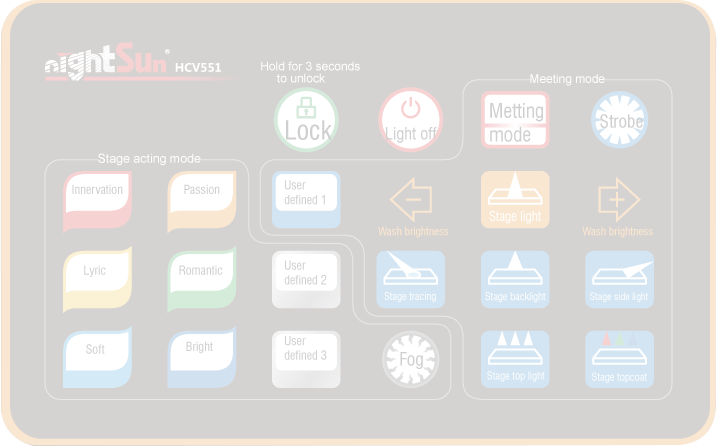 nightSun® HCV551
Hold for 3 seconds
to unlock
Meeting mode
Lock
Light off
Metting
mode
Strobe
Stage acting mode
Innervation
Passion
User
defined 1
Wash brightness
Stage light
Wash brightness
Lyric
Romantic
User
defined 2
Stage tracing
Stage backlight
Stage side light
Soft
Bright
User
defined 3
Fog
Stage top light
Stage topcoat